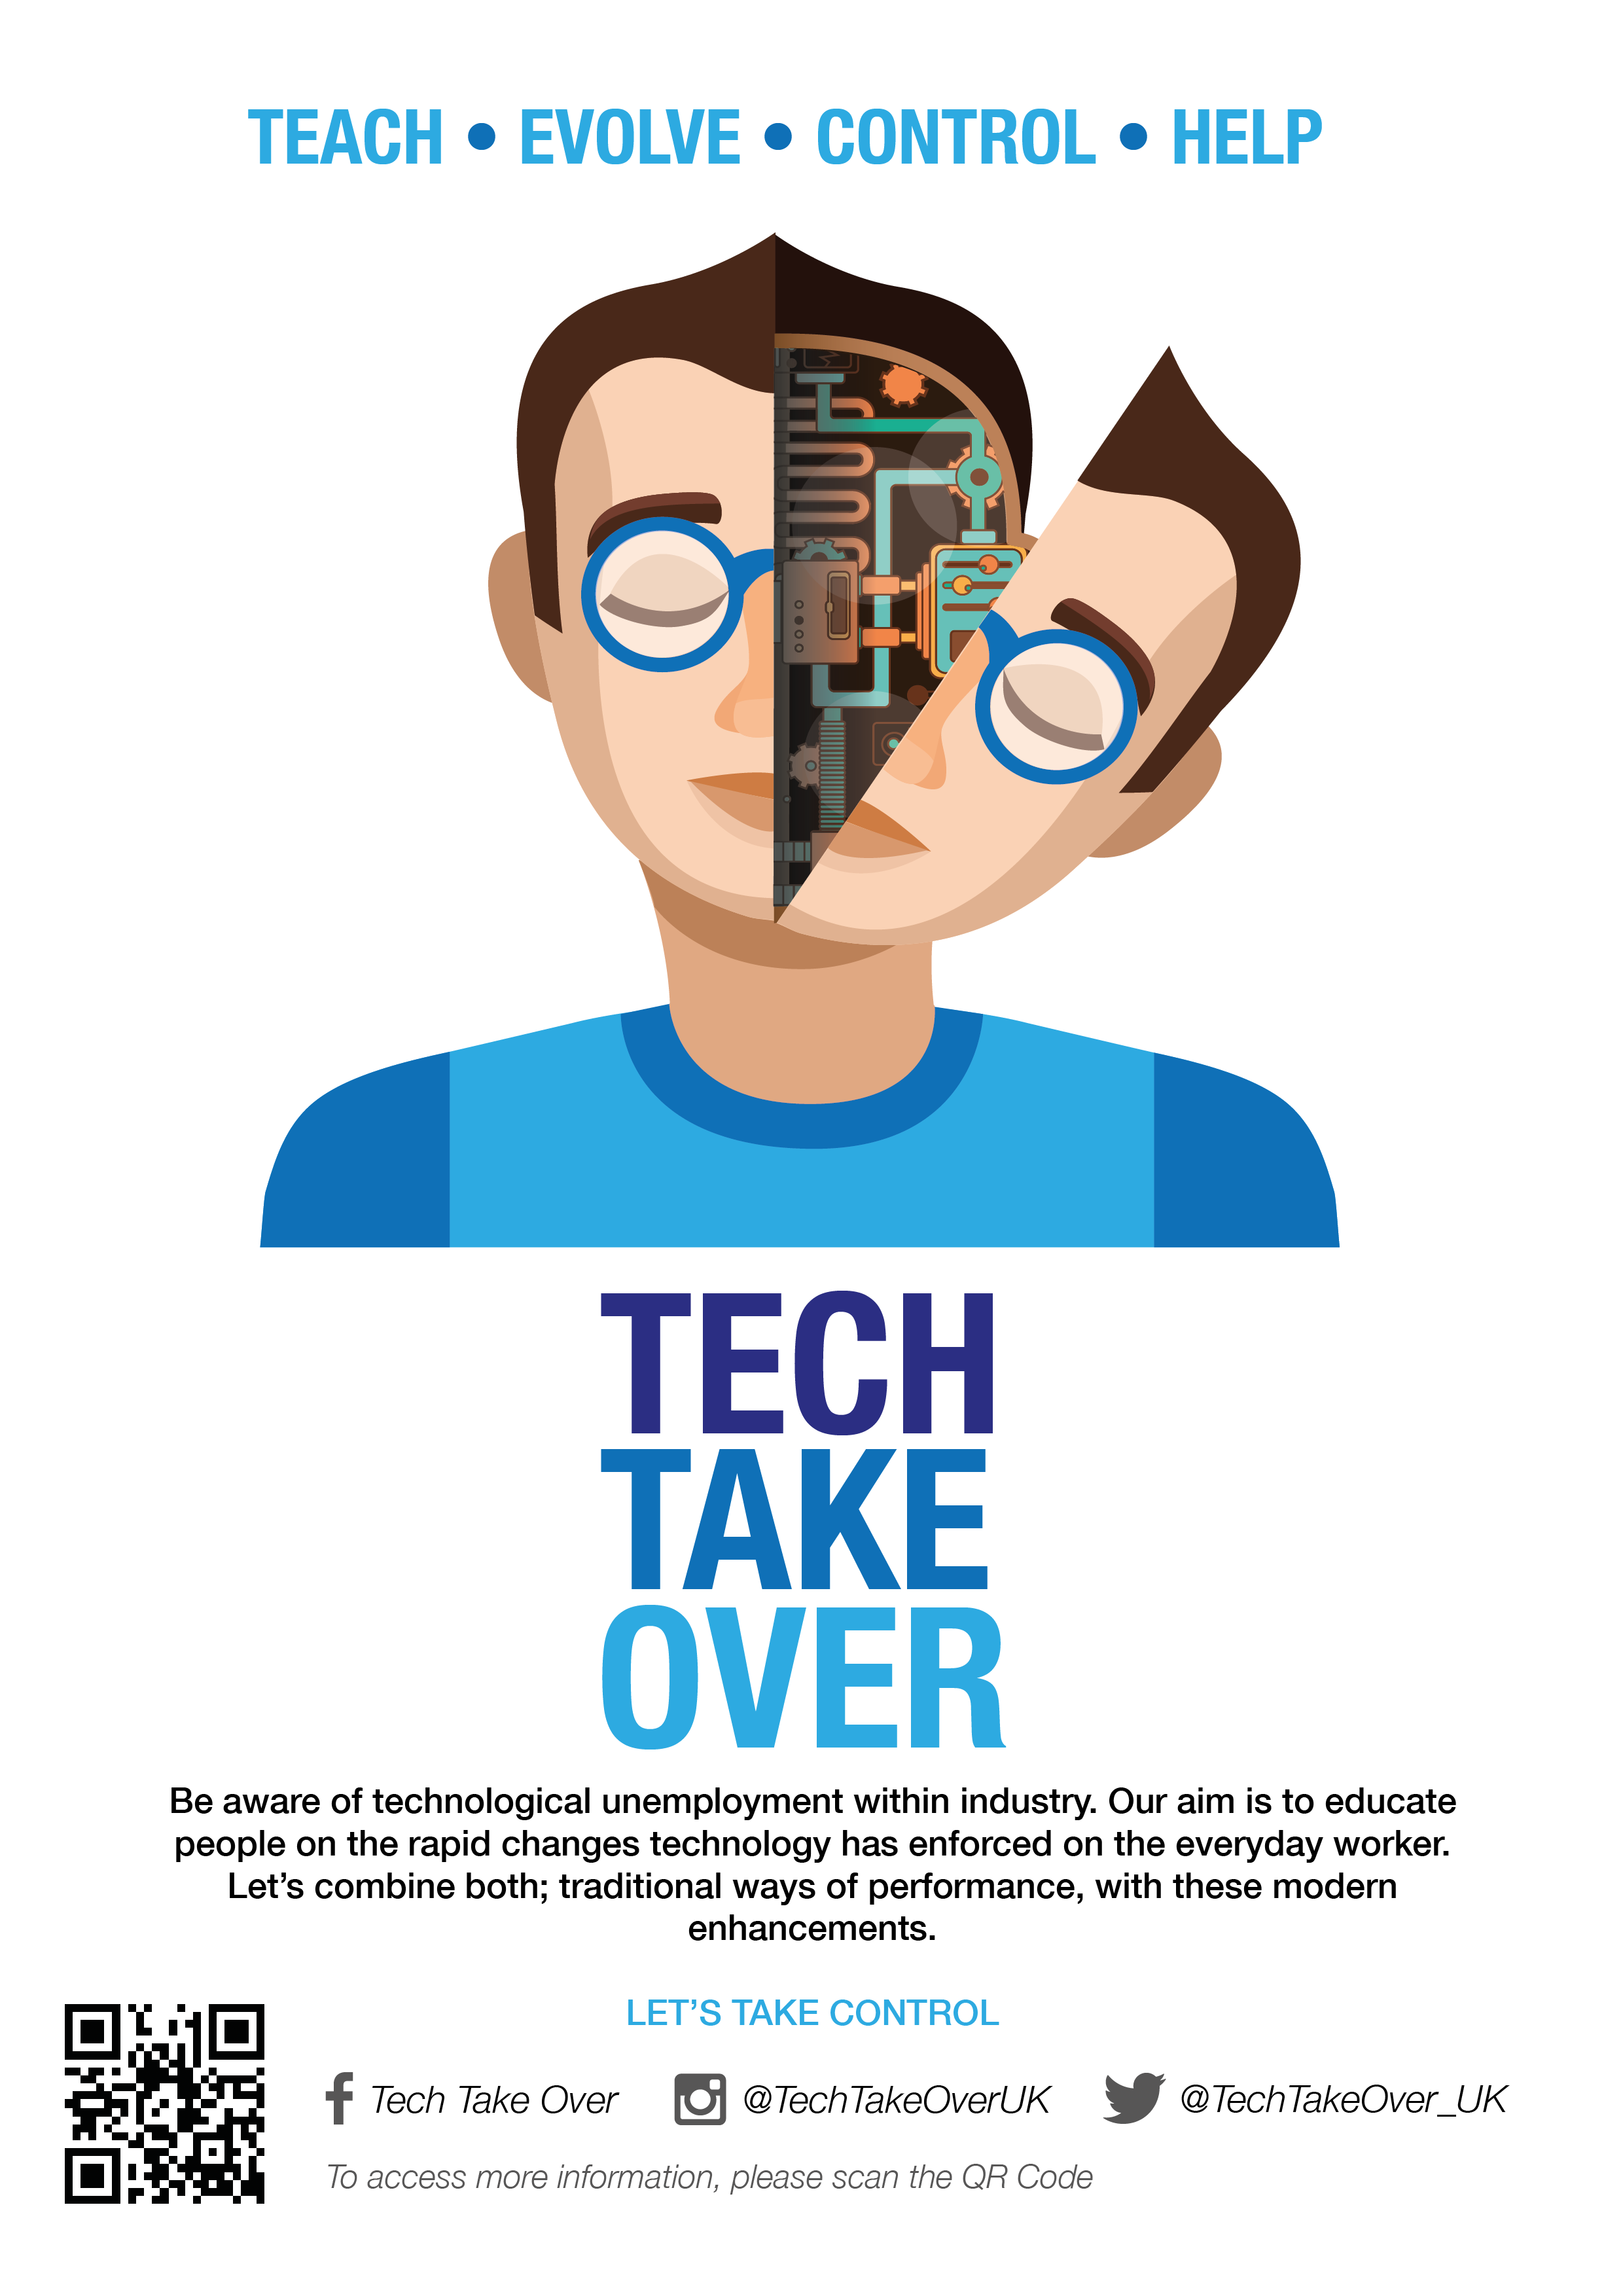 TEACH • EVOLVE • CONTROL • HELP
TECH
TAKE
OVER
Be aware of technological unemployment within industry. Our aim is to educate
people on the rapid changes technology has enforced on the everyday worker.
Let’s combine both; traditional ways of performance, with these modern
enhancements.
LET’S TAKE CONTROL
Tech Take Over @TechTakeOverUK @TechTakeOver_UK
To access more information, please scan the QR Code